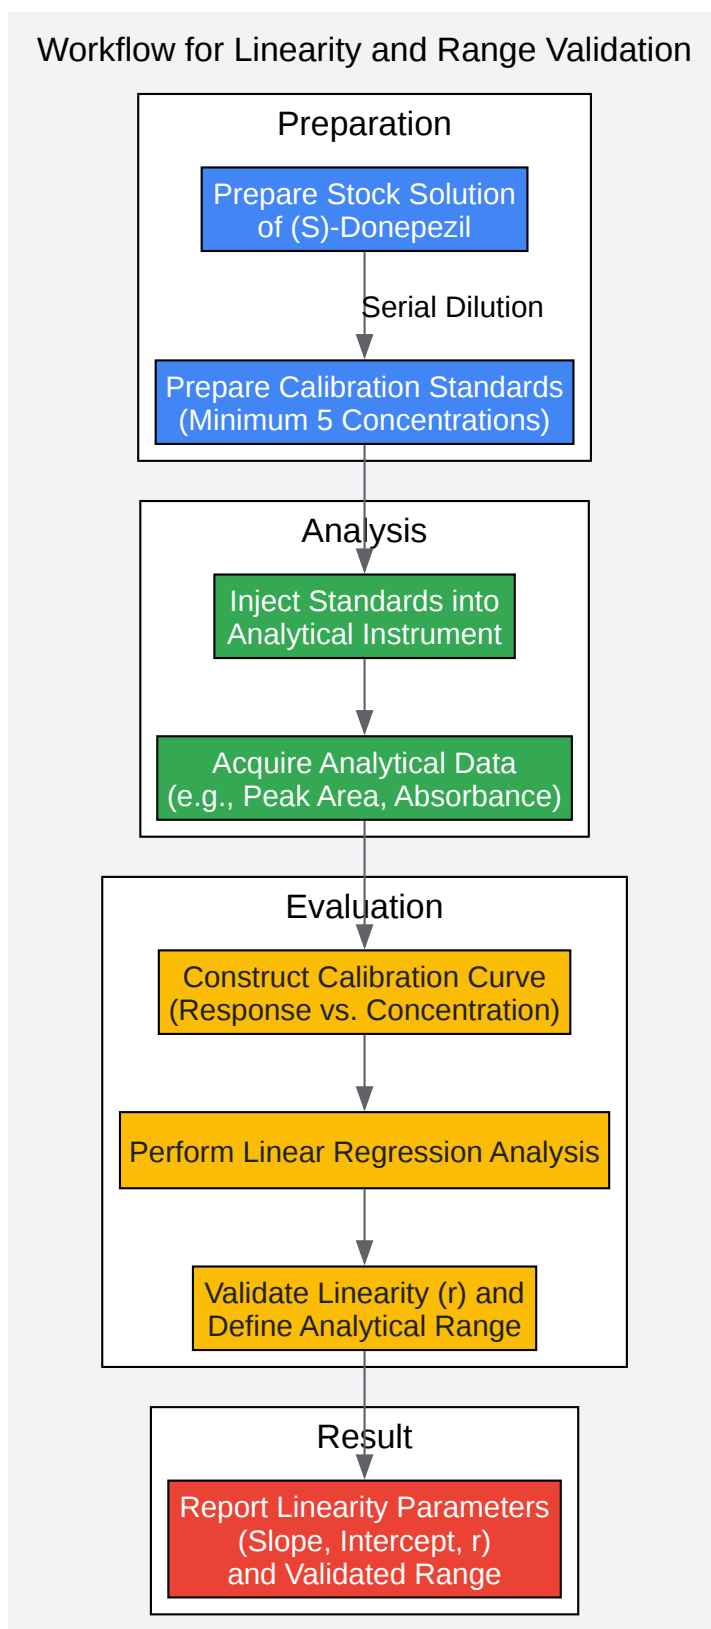 Workflow for Linearity and Range Validation
Preparation
Prepare Stock Solution
of (S)-Donepezil
Serial Dilution
Prepare Calibration Standards
(Minimum 5 Concentrations)
Analysis
Inject Standards into
Analytical Instrument
Acquire Analytical Data
(e.g., Peak Area, Absorbance)
Evaluation
Construct Calibration Curve
(Response vs. Concentration)
Perform Linear Regression Analysis
Validate Linearity (r) and
Define Analytical Range
Result
Report Linearity Parameters
(Slope, Intercept, r)
and Validated Range